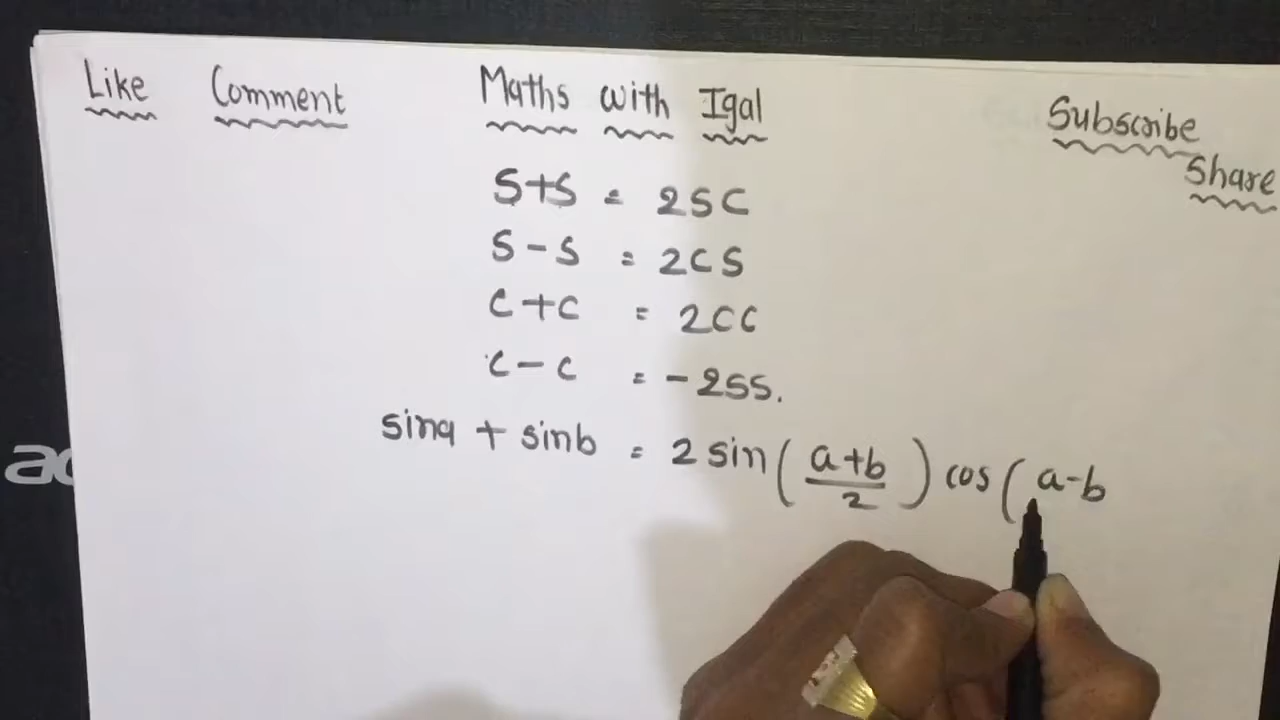 Like Comment Maths with Igal Subscribe
Share
S+S = 2SC
S-S = 2CS
C+C = 2CC
C-C = -2SS.
sina + sinb = 2 sin(a+b/2) cos(a-b